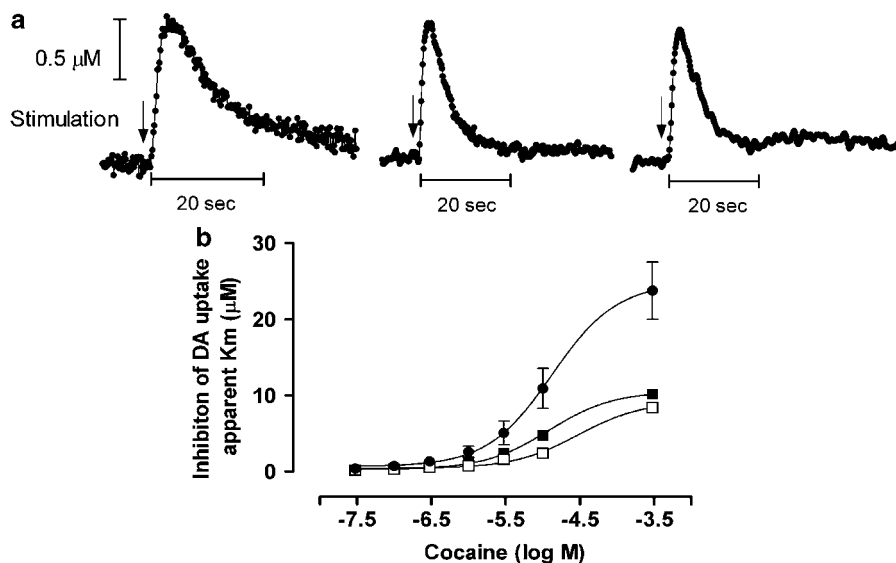 a
0.5 μM
Stimulation
20 sec
20 sec
20 sec
b
Inhibiton of DA uptake
apparent Km (μM)
30
20
10
0
-7.5 -6.5 -5.5 -4.5 -3.5
Cocaine (log M)